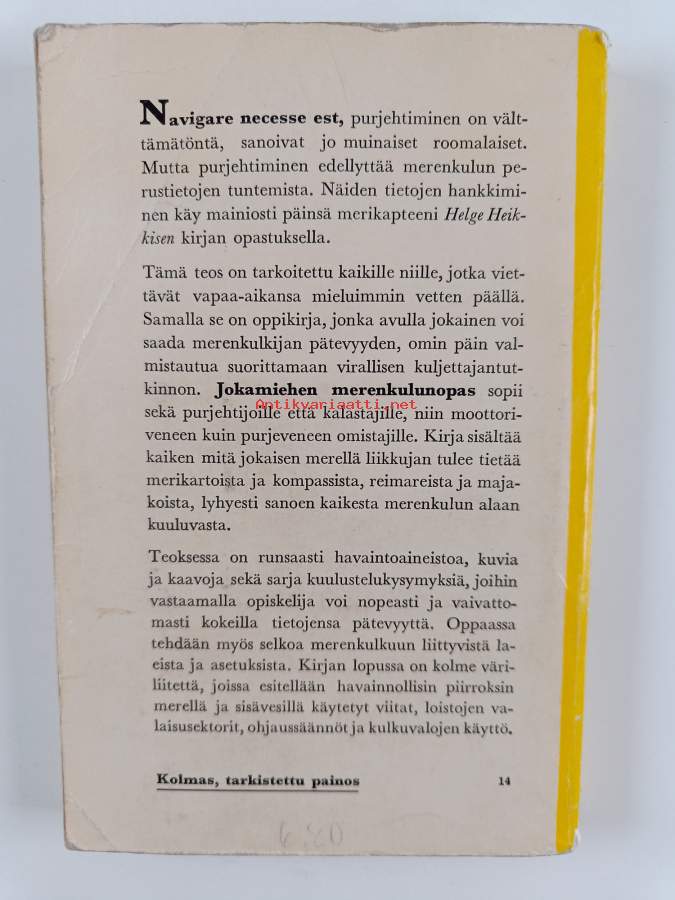 Navigare necesse est, purjehtiminen on vält-
tämätöntä, sanoivat jo muinaiset roomalaiset.
Mutta purjehtiminen edellyttää merenkulun pe-
rustietojen tuntemista. Näiden tietojen hankkimi-
nen käy mainiosti päinsä merikapteeni Helge Heik-
kisen kirjan opastuksella.
Tämä teos on tarkoitettu kaikille niille, jotka viet-
tävät vapaa-aikansa mieluimmin vetten päällä.
Samalla se on oppikirja, jonka avulla jokainen voi
saada merenkulkijan pätevyyden, omin päin val-
mistautua suorittamaan virallisen kuljettajantut-
kinnon. Jokamiehen merenkulunopas sopii
Antikvariaatti.net
sekä purjehtijoille että kalastajille, niin moottori-
veneen kuin purjeveneen omistajille. Kirja sisältää
kaiken mitä jokaisen merellä liikkujan tulee tietää
merikartoista ja kompassista, reimareista ja maja-
koista, lyhyesti sanoen kaikesta merenkulun alaan
kuuluvasta.
Teoksessa on runsaasti havaintoaineistoa, kuvia
ja kaavoja sekä sarja kuulustelukysymyksiä, joihin
vastaamalla opiskelija voi nopeasti ja vaivatto-
masti kokeilla tietojensa pätevyyttä. Oppaassa
tehdään myös selkoa merenkulkuun liittyvistä la-
eista ja asetuksista. Kirjan lopussa on kolme väri-
liitettä, joissa esitellään havainnollisin piirroksin
merellä ja sisävesillä käytetyt viitat, loistojen va-
laisusektorit, ohjaussäännöt ja kulkuvalojen käyttö.
Kolmas, tarkistettu painos 14